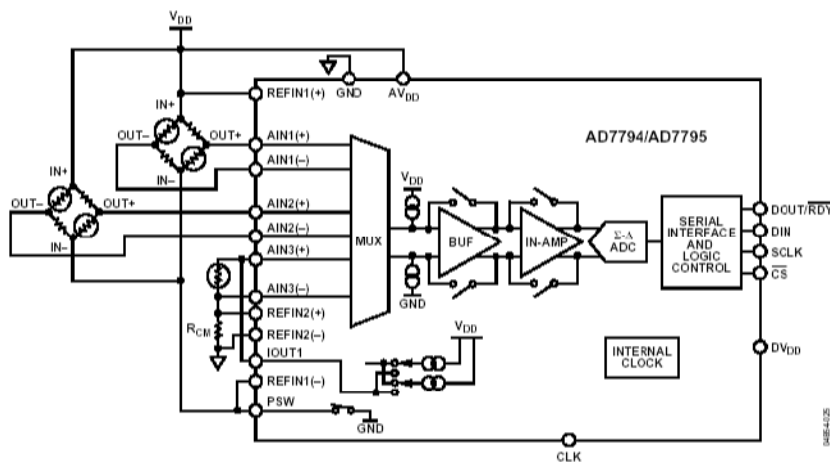 VDD
IN+
OUT–
OUT+
IN–
IN+
OUT–
OUT+
IN–
RCM
REFIN1(+)
GND
AVDD
AIN1(+)
AIN1(–)
AIN2(+)
AIN2(–)
AIN3(+)
AIN3(–)
REFIN2(+)
REFIN2(–)
IOUT1
REFIN1(–)
PSW
AD7794/AD7795
MUX
VDD
GND
BUF
IN-AMP
Σ-Δ
ADC
SERIAL
INTERFACE
AND
LOGIC
CONTROL
DOUT/RDY
DIN
SCLK
CS
DVDD
VDD
GND
INTERNAL
CLOCK
CLK
04854-025